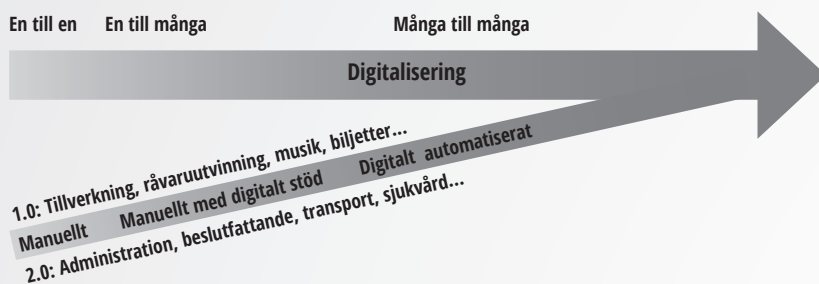 En till en En till många Många till många
Digitalisering
1.0: Tillverkning, råvaruutvinning, musik, biljetter...
Manuellt Manuellt med digitalt stöd Digitalt automatiserat
2.0: Administration, beslutfattande, transport, sjukvård...